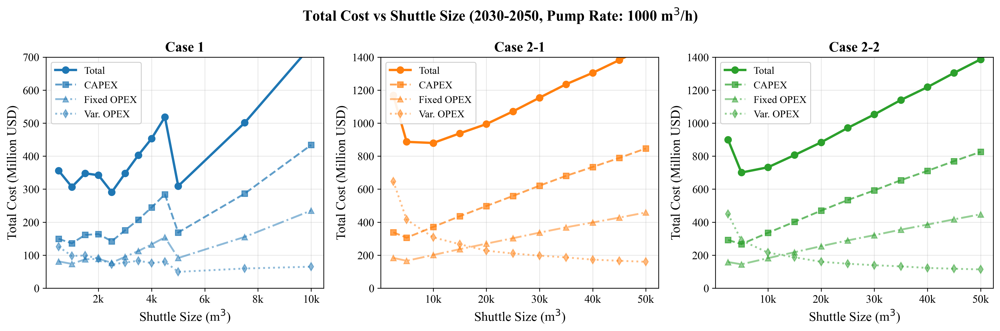 Total Cost vs Shuttle Size (2030-2050, Pump Rate: 1000 m³/h)
Case 1
Total Cost (Million USD)
700
600
500
400
300
200
100
0
Total
CAPEX
Fixed OPEX
Var. OPEX
2k
4k
6k
8k
10k
Shuttle Size (m³)
Case 2-1
Total Cost (Million USD)
1400
1200
1000
800
600
400
200
0
Total
CAPEX
Fixed OPEX
Var. OPEX
10k
20k
30k
40k
50k
Shuttle Size (m³)
Case 2-2
Total Cost (Million USD)
1400
1200
1000
800
600
400
200
0
Total
CAPEX
Fixed OPEX
Var. OPEX
10k
20k
30k
40k
50k
Shuttle Size (m³)